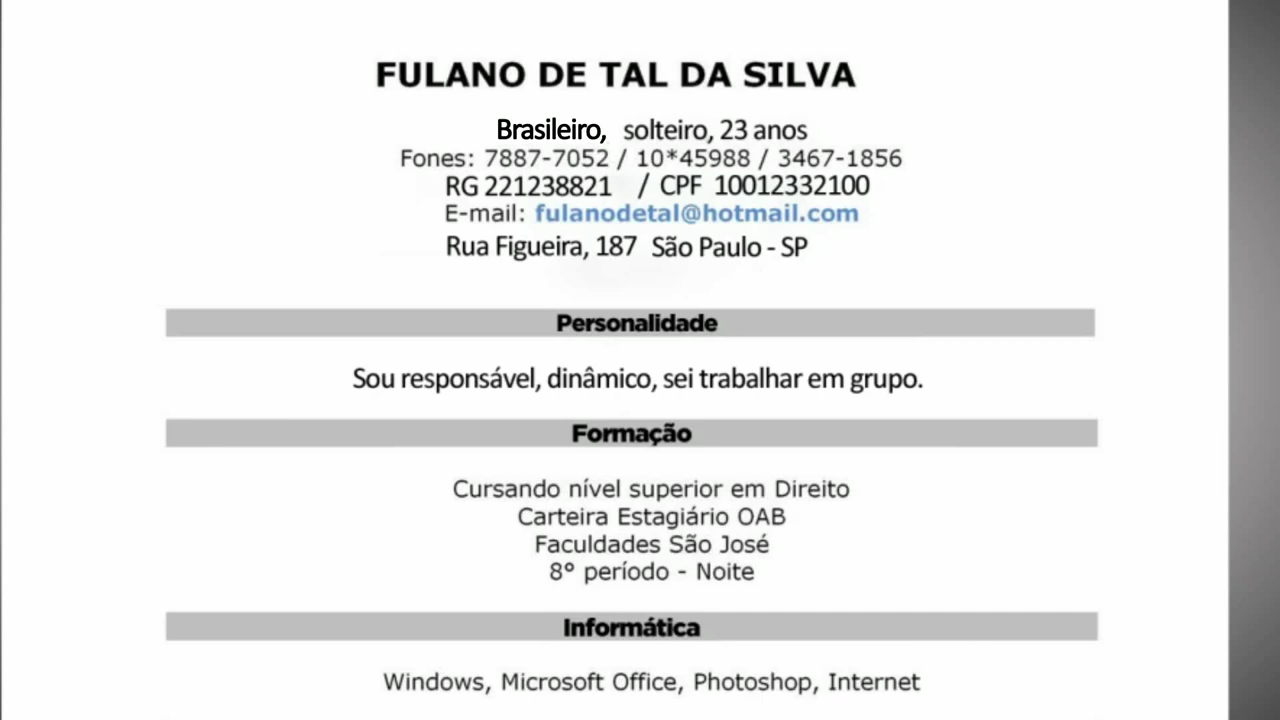 FULANO DE TAL DA SILVA
Brasileiro, solteiro, 23 anos
Fones: 7887-7052 / 10*45988 / 3467-1856
RG 221238821 / CPF 10012332100
E-mail: fulanodetal@hotmail.com
Rua Figueira, 187 São Paulo - SP
Personalidade
Sou responsável, dinâmico, sei trabalhar em grupo.
Formação
Cursando nível superior em Direito
Carteira Estagiário OAB
Faculdades São José
8º período - Noite
Informática
Windows, Microsoft Office, Photoshop, Internet